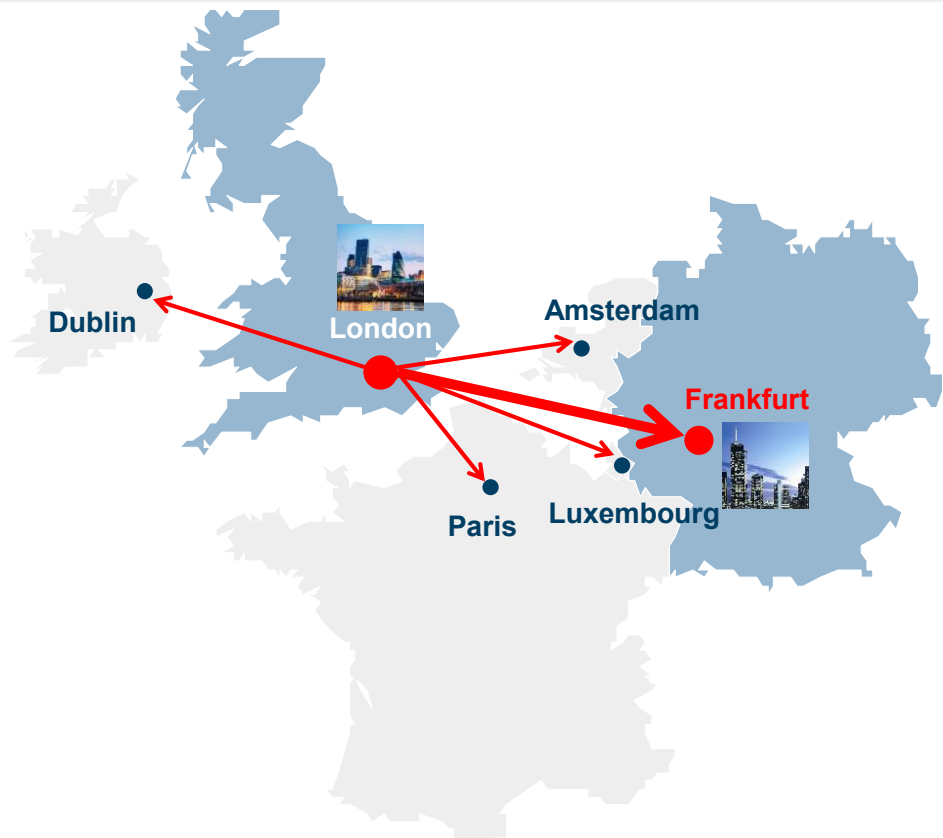 Dublin
London
Amsterdam
Frankfurt
Luxembourg
Paris